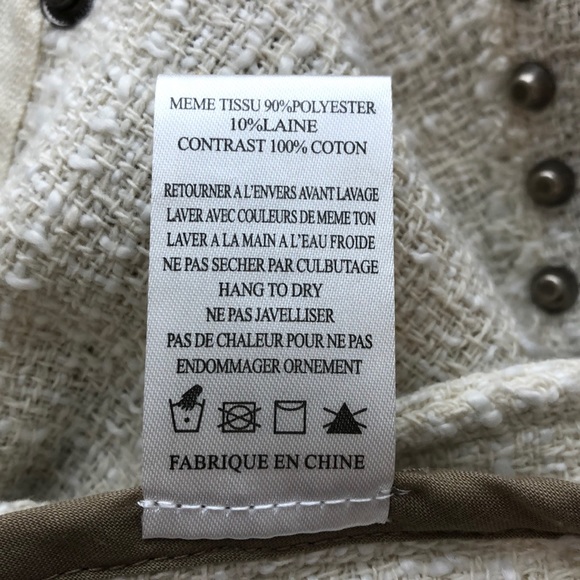 MEME TISSU 90%POLYESTER
10%LAINE
CONTRAST 100% COTON
RETOURNER A L'ENVERS AVANT LAVAGE
LAVER AVEC COULEURS DE MEME TON
LAVER A LA MAIN A L'EAU FROIDE
NE PAS SECHER PAR CULBUTAGE
HANG TO DRY
NE PAS JAVELLISER
PAS DE CHALEUR POUR NE PAS
ENDOMMAGER ORNEMENT
FABRIQUE EN CHINE